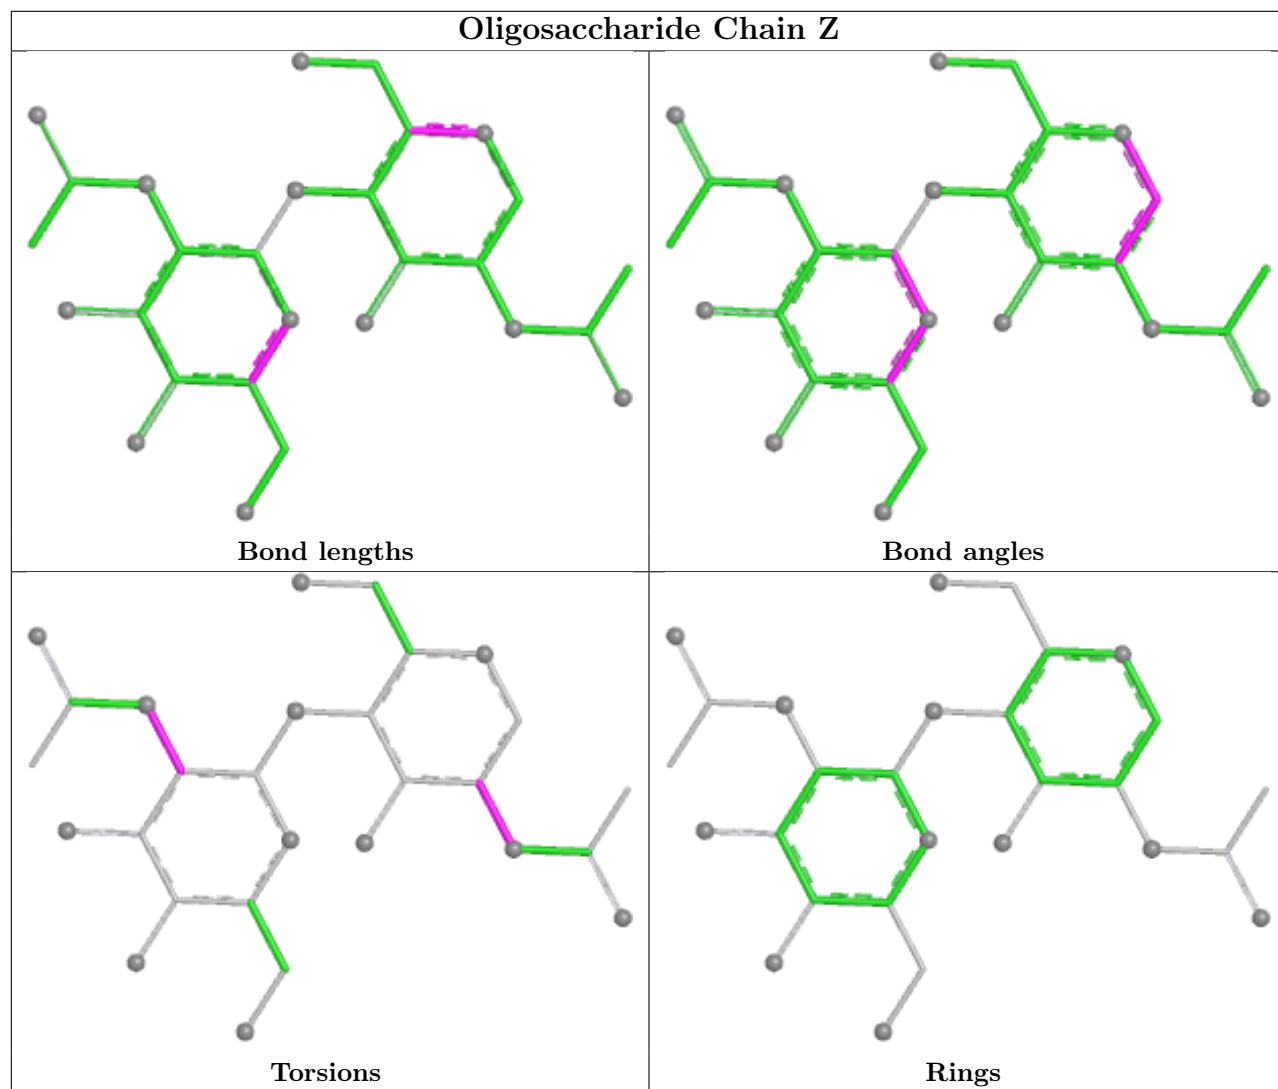 Oligosaccharide Chain Z
Bond lengths
Bond angles
Torsions
Rings